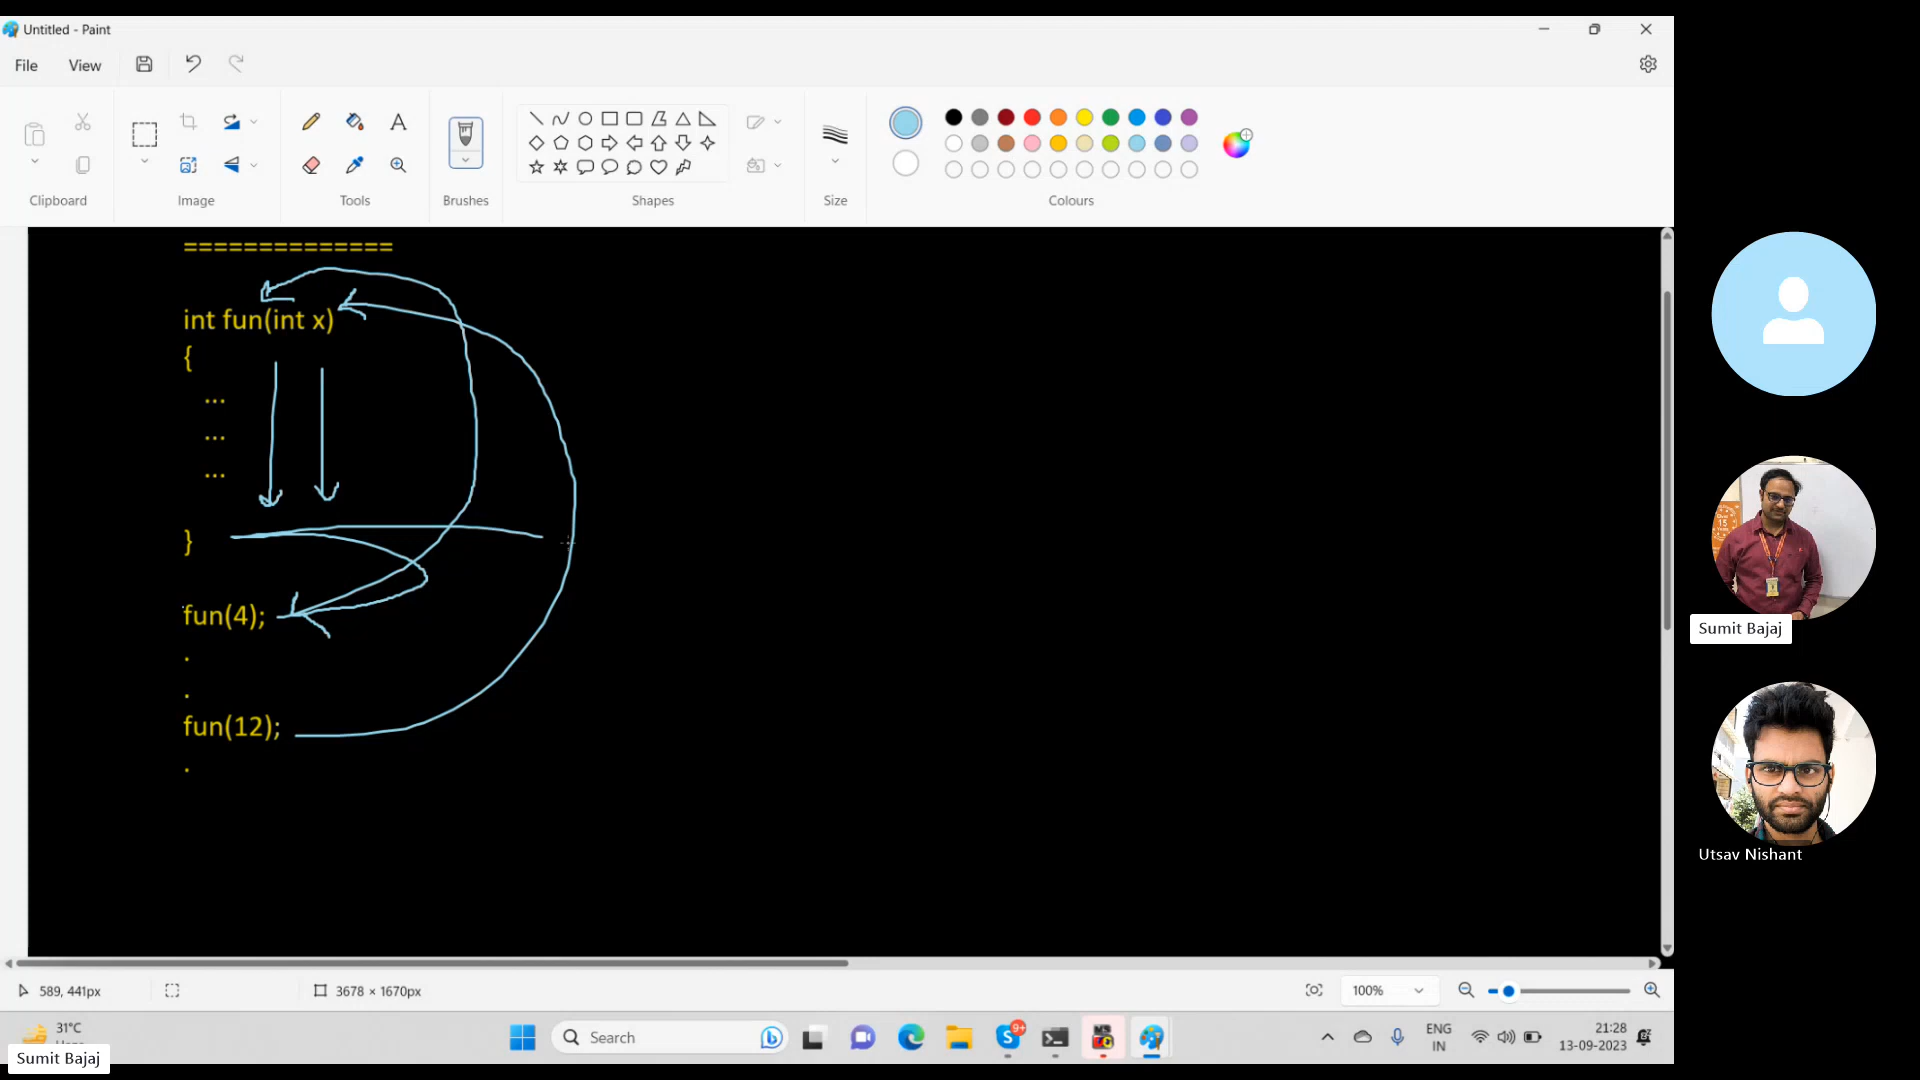 Untitled - Paint
File View
Clipboard Image Tools Brushes Shapes Size Colours
==============
int fun(int x)
{
...
...
...
}
fun(4);
.
.
fun(12);
.
Sumit Bajaj
Utsav Nishant
589, 441px 3678 × 1670px 100%
31°C
Search
9+
ENG
IN
21:28
13-09-2023
Sumit Bajaj